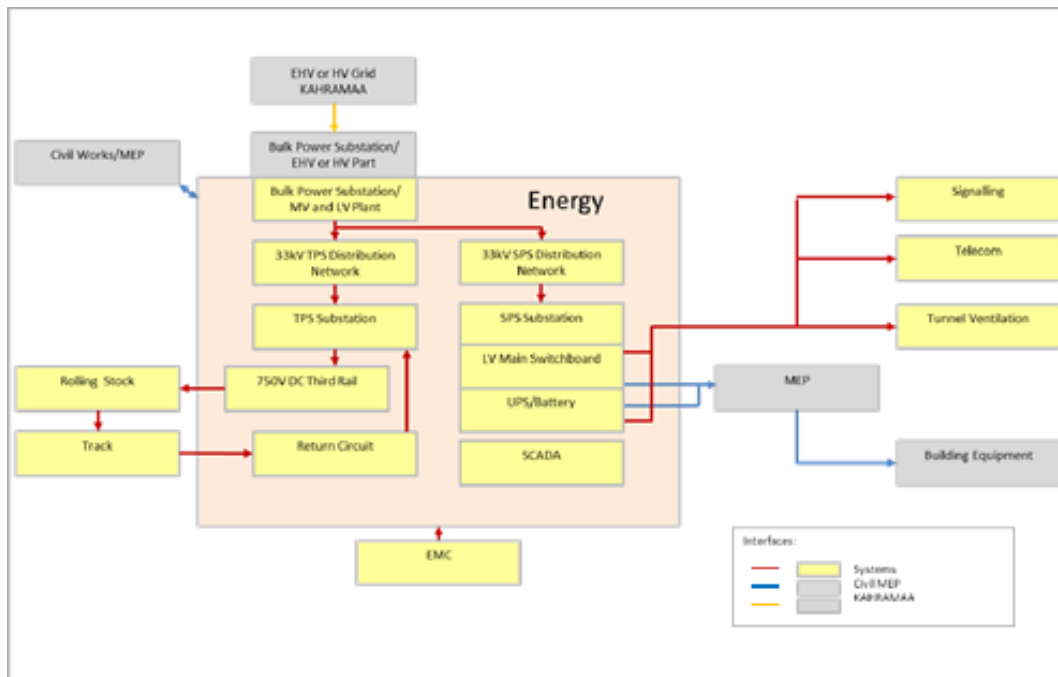 EHV or HV Grid
KAHRAMAA
Civil Works/MEP
Bulk Power Substation/
EHV or HV Part
Bulk Power Substation/
MV and LV Plant
Energy
Signalling
33kV TPS Distribution
Network
33kV SPS Distribution
Network
Telecom
TPS Substation
SPS Substation
Tunnel Ventilation
LV Main Switchboard
Rolling Stock
750V DC Third Rail
MEP
UPS/Battery
Track
Return Circuit
SCADA
Building Equipment
EMC
Interfaces:
Systems
Civil MEP
KAHRAMAA